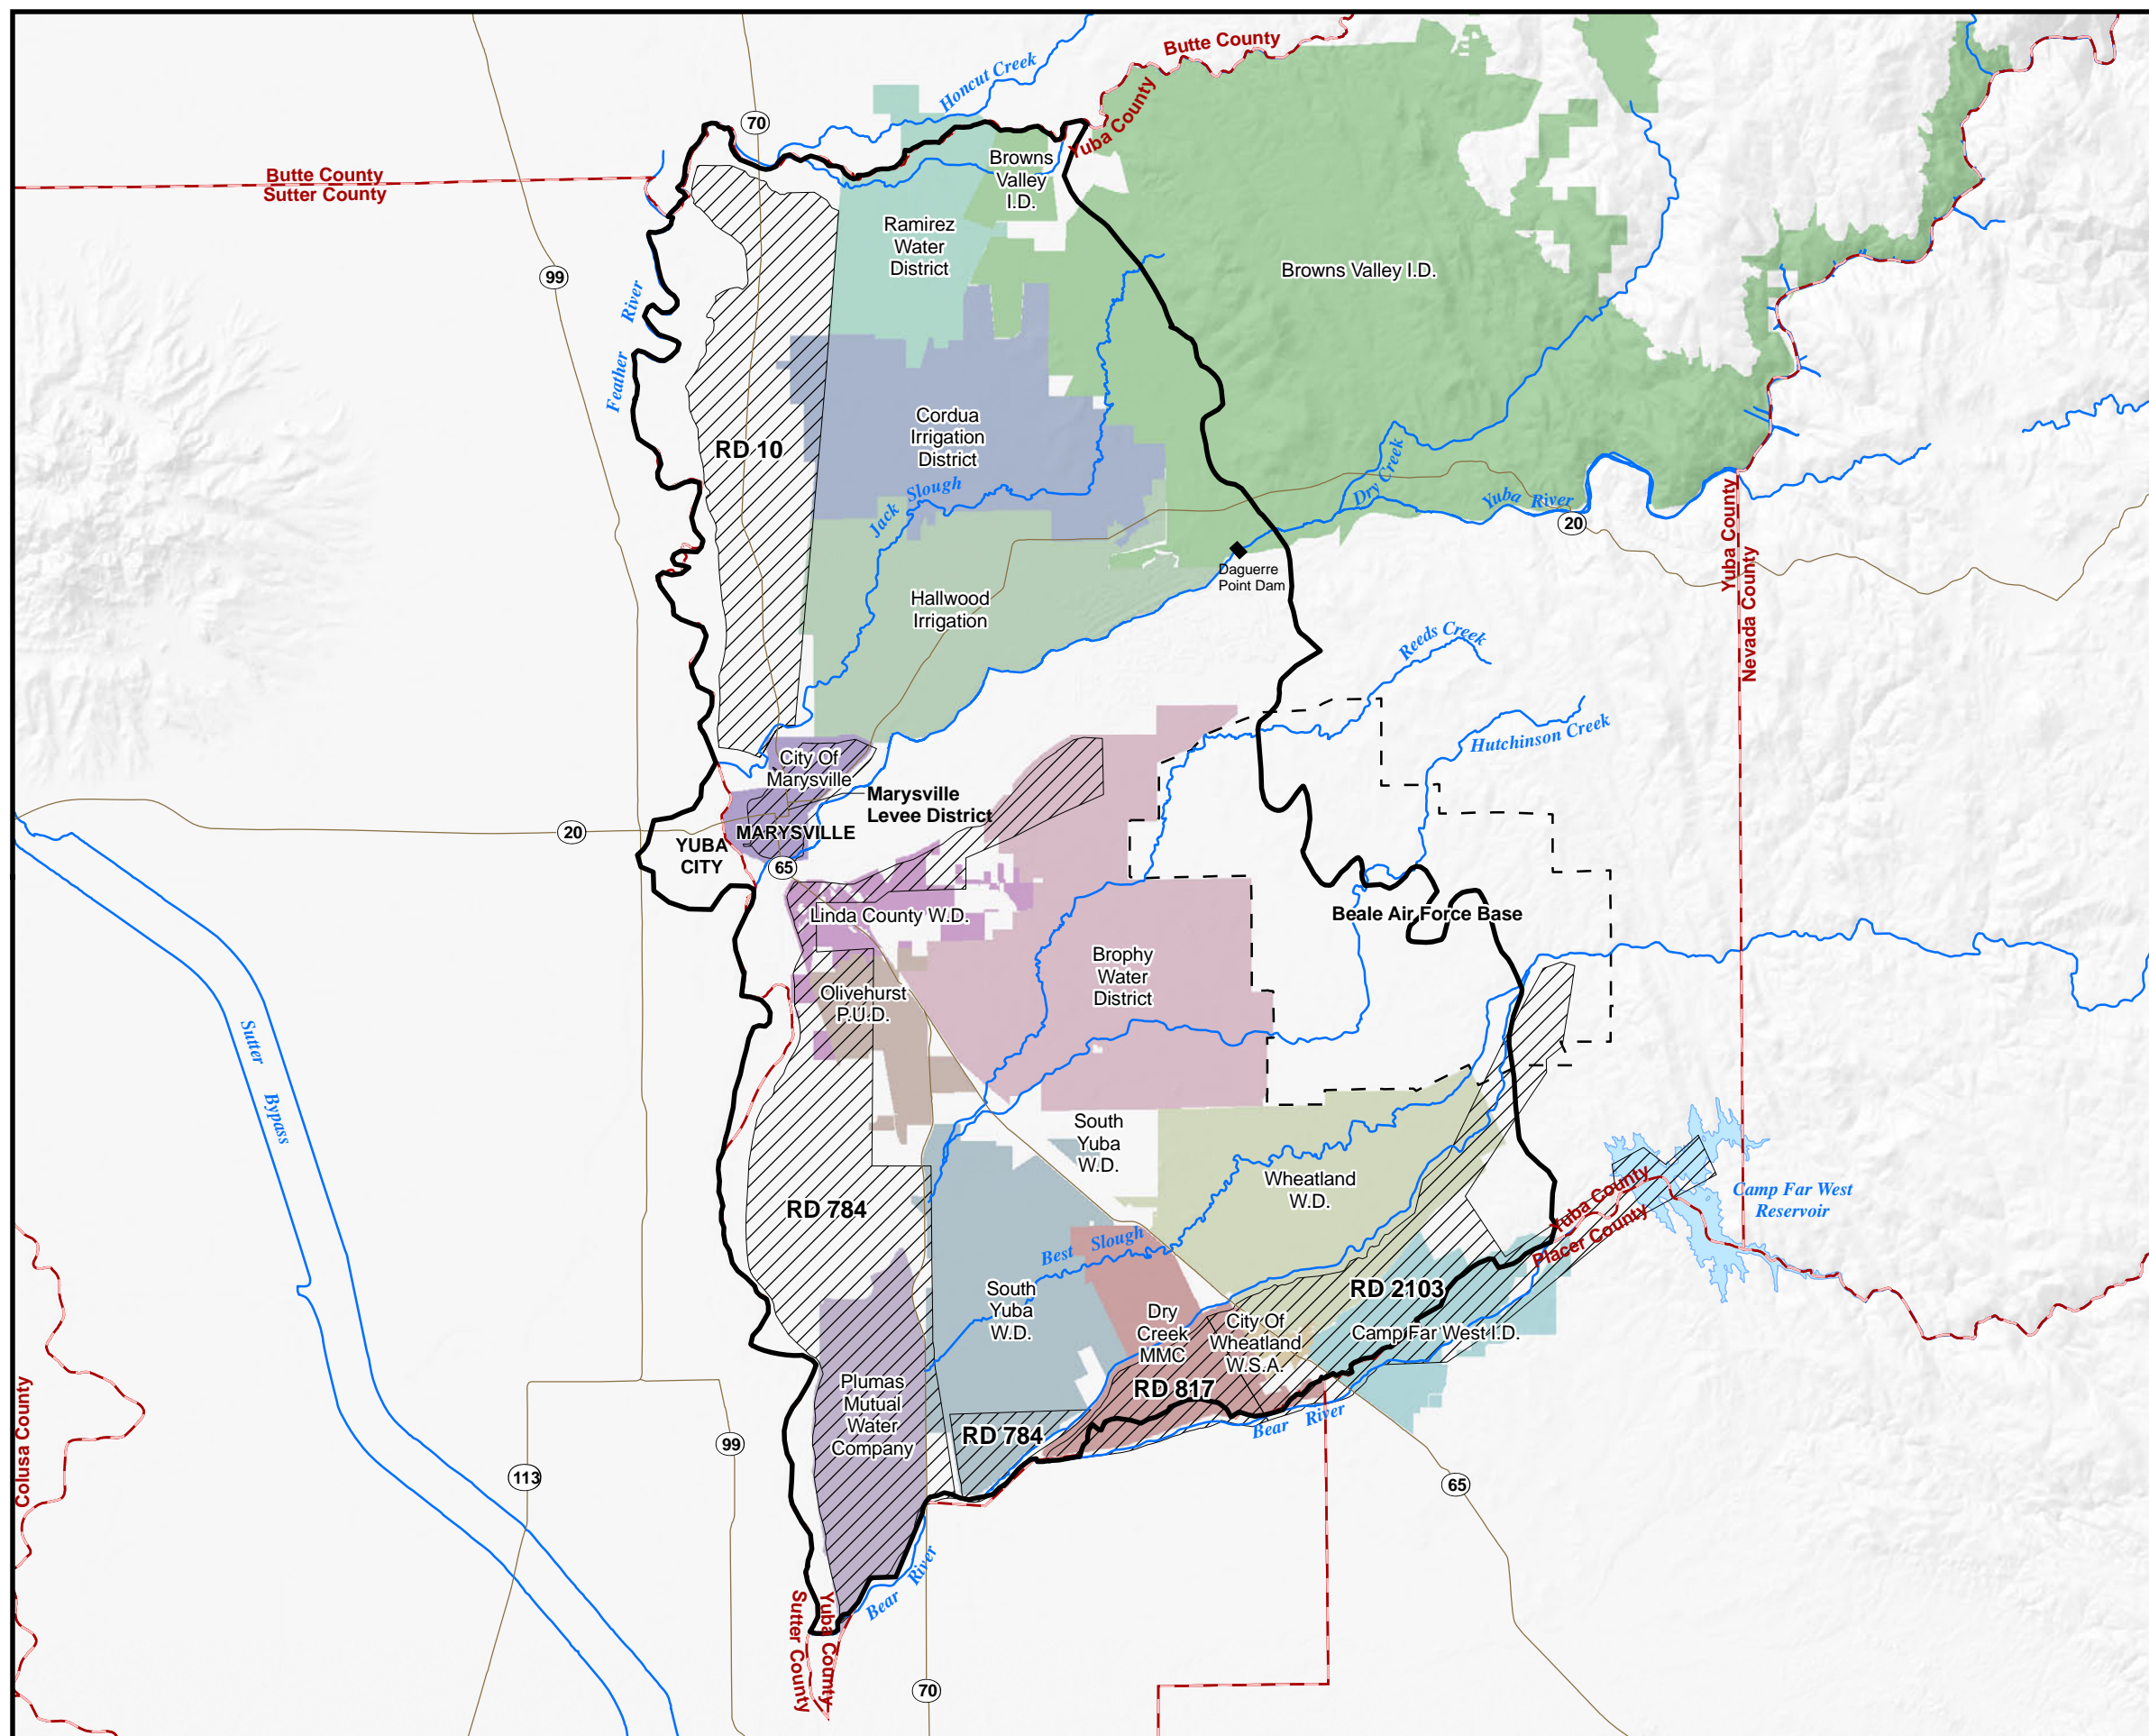 Butte County
Yuba County
Honcut Creek
70
Butte County
Sutter County
Browns
Valley
I.D.
Ramirez
Water
District
99
Feather River
Browns Valley I.D.
Cordua
Irrigation
District
RD 10
Jack Slough
Dry Creek
Yuba River
20
Yuba County
Nevada County
Daguerre
Point Dam
Hallwood
Irrigation
Reeds Creek
Hutchinson Creek
City Of
Marysville
Marysville
Levee District
MARYSVILLE
20
YUBA
CITY
65
Linda County W.D.
Beale Air Force Base
Brophy
Water
District
Olivehurst
P.U.D.
Sutter Bypass
South
Yuba
W.D.
Wheatland
W.D.
RD 784
Camp Far West
Reservoir
Yuba County
Placer County
Best Slough
RD 2103
South
Yuba
W.D.
Dry
Creek
MMC
City Of
Wheatland
W.S.A.
Camp Far West I.D.
RD 817
Plumas
Mutual
Water
Company
RD 784
Bear River
Colusa County
99
113
65
Bear River
Yuba County
Sutter County
70